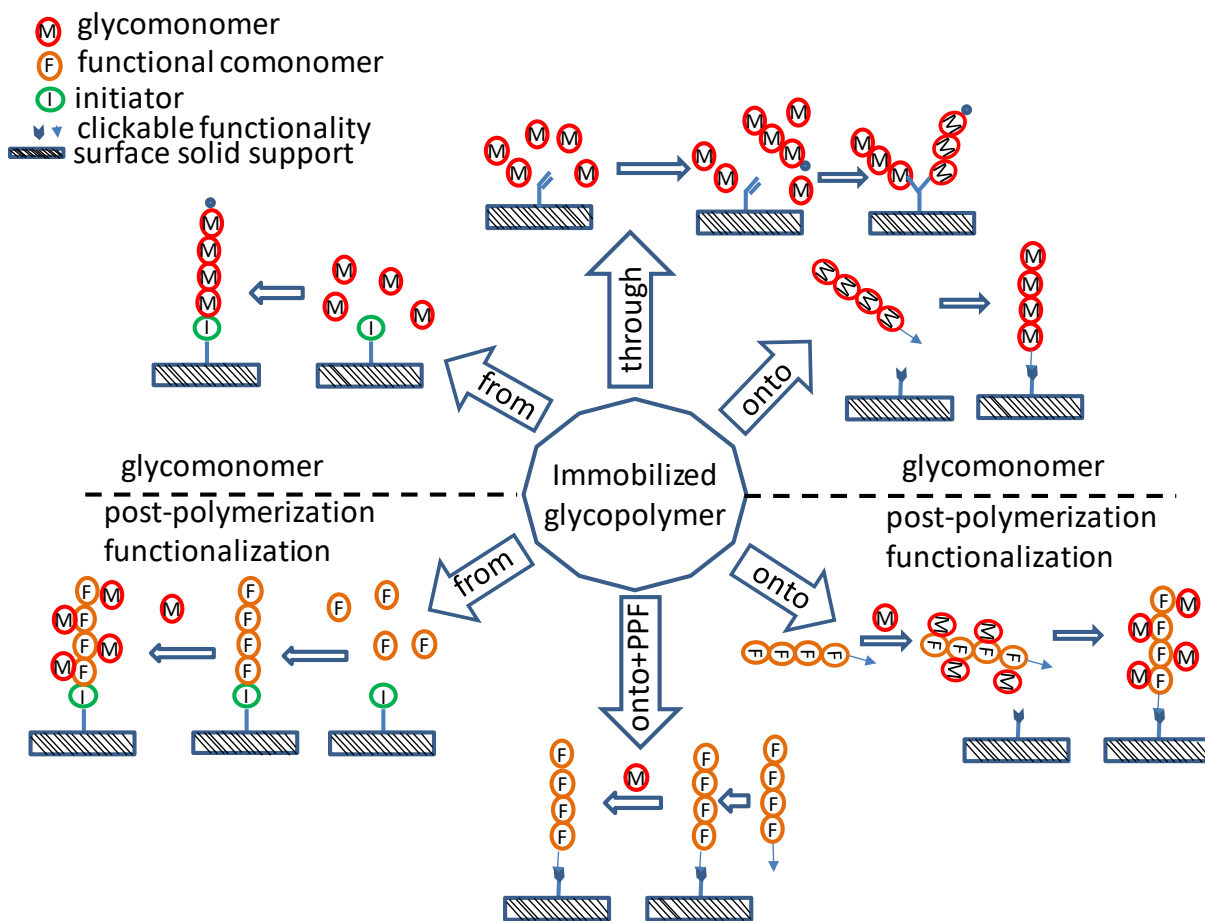 M glycomonomer
F functional comonomer
I initiator
clickable functionality
surface solid support
M M M M M
M M M M M M
M M M M M M
M M M M I
M M M M I
through
M M M M
M M M M
from
onto
glycomonomer
Immobilized
glycopolymer
glycomonomer
post-polymerization
functionalization
post-polymerization
functionalization
from
onto
onto+PPF
F M M F F M M F I
M
F F F F I
F F F F I
M
F F F F
F M F M F M F M
F M M F F M M F
F F F F
M
F F F F
F F F F